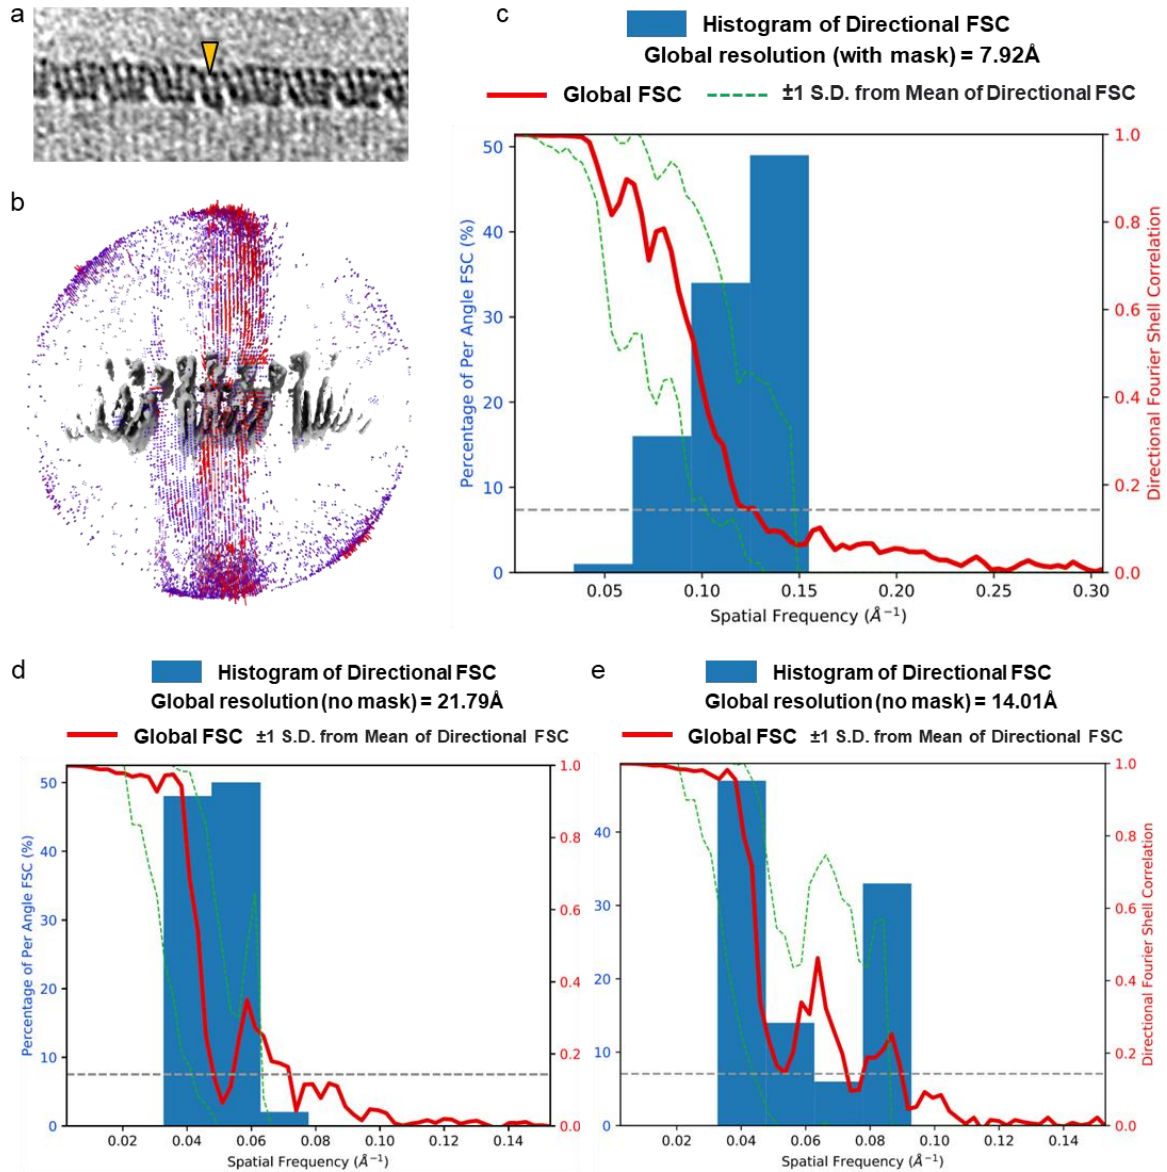 a
b
c
Histogram of Directional FSC
Global resolution (with mask) = 7.92Å
Global FSC ±1 S.D. from Mean of Directional FSC
Percentage of Per Angle FSC (%)
50
40
30
20
10
0
1.0
0.8
0.6
0.4
0.2
0.0
Directional Fourier Shell Correlation
0.05 0.10 0.15 0.20 0.25 0.30
Spatial Frequency (Å⁻¹)
d
Histogram of Directional FSC
Global resolution (no mask) = 21.79Å
Global FSC ±1 S.D. from Mean of Directional FSC
Percentage of Per Angle FSC (%)
50
40
30
20
10
0
1.0
0.8
0.6
0.4
0.2
0.0
0.02 0.04 0.06 0.08 0.10 0.12 0.14
Spatial Frequency (Å⁻¹)
e
Histogram of Directional FSC
Global resolution (no mask) = 14.01Å
Global FSC ±1 S.D. from Mean of Directional FSC
40
30
20
10
0
1.0
0.8
0.6
0.4
0.2
0.0
Directional Fourier Shell Correlation
0.02 0.04 0.06 0.08 0.10 0.12 0.14
Spatial Frequency (Å⁻¹)